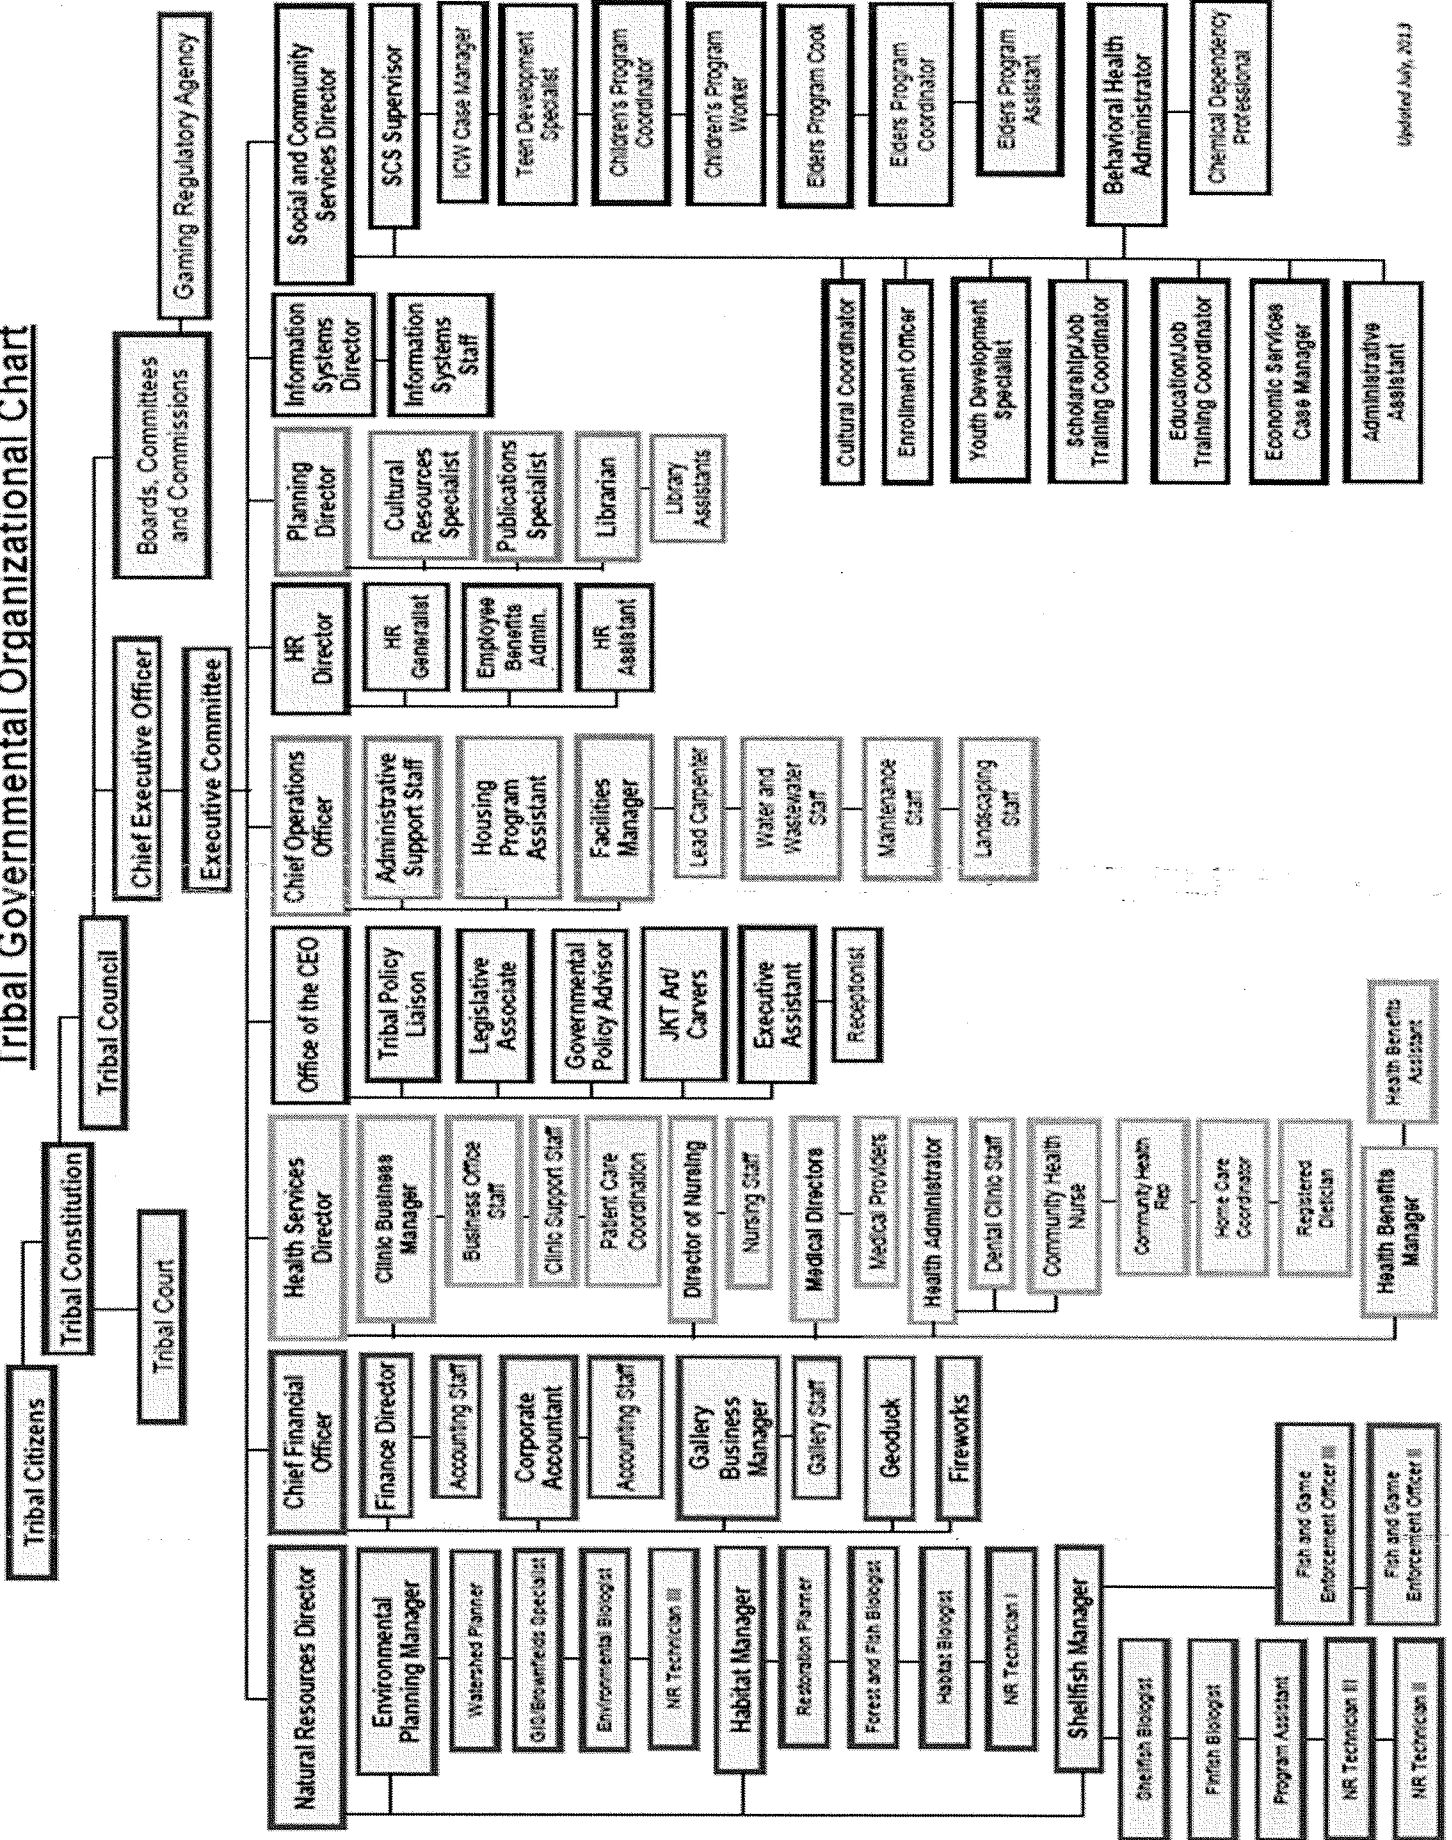 Tribal Governmental Organizational Chart
Tribal Citizens
Tribal Constitution
Tribal Court
Tribal Council
Chief Executive Officer
Executive Committee
Boards, Committees
and Commissions
Gaming Regulatory Agency
Natural Resources Director
Environmental
Planning Manager
Watershed Planner
GIS/Brownfields Specialist
Environmental Biologist
NR Technician III
Habitat Manager
Restoration Planner
Forest and Fish Biologist
Habitat Biologist
NR Technician I
Shellfish Manager
Shellfish Biologist
Finfish Biologist
Program Assistant
NR Technician III
NR Technician II
Fish and Game
Enforcement Officer III
Fish and Game
Enforcement Officer II
Chief Financial
Officer
Finance Director
Accounting Staff
Corporate
Accountant
Accounting Staff
Gallery
Business
Manager
Gallery Staff
Geoduck
Fireworks
Health Services
Director
Clinic Business
Manager
Business Office
Staff
Clinic Support Staff
Patient Care
Coordination
Director of Nursing
Nursing Staff
Medical Directors
Medical Providers
Health Administrator
Dental Clinic Staff
Community Health
Nurse
Community Health
Rep
Home Care
Coordinator
Registered
Dietician
Health Benefits
Manager
Health Benefits
Assistant
Office of the CEO
Tribal Policy
Liaison
Legislative
Associate
Governmental
Policy Advisor
JKT Art/
Carvers
Executive
Assistant
Receptionist
Chief Operations
Officer
Administrative
Support Staff
Housing
Program
Assistant
Facilities
Manager
Lead Carpenter
Water and
Wastewater
Staff
Maintenance
Staff
Landscaping
Staff
HR
Director
HR
Generalist
Employee
Benefits
Admin.
HR
Assistant
Planning
Director
Cultural
Resources
Specialist
Publications
Specialist
Librarian
Library
Assistants
Information
Systems
Director
Information
Systems
Staff
Social and Community
Services Director
SCS Supervisor
ICW Case Manager
Teen Development
Specialist
Children's Program
Coordinator
Children's Program
Worker
Elders Program Cook
Elders Program
Coordinator
Elders Program
Assistant
Behavioral Health
Administrator
Chemical Dependency
Professional
Cultural Coordinator
Enrollment Officer
Youth Development
Specialist
Scholarship/Job
Training Coordinator
Education/Job
Training Coordinator
Economic Services
Case Manager
Administrative
Assistant
Updated July, 2013